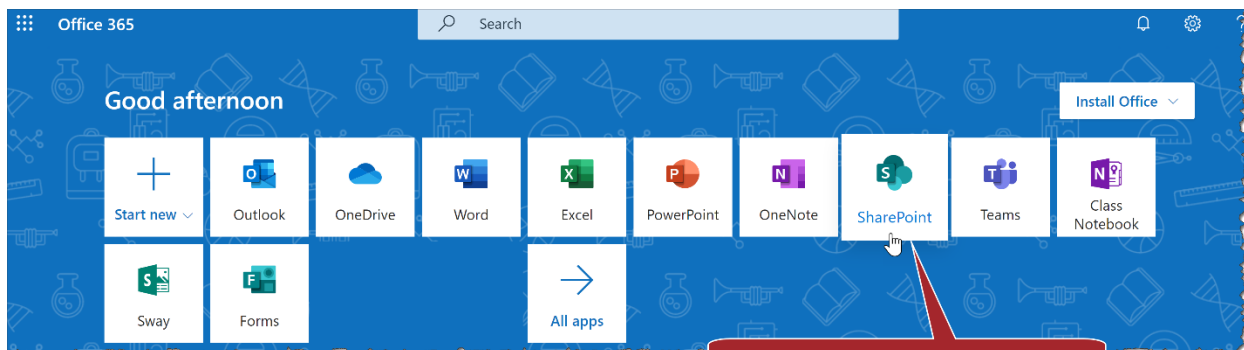 Office 365
Search
Good afternoon
Install Office
Start new
Outlook
OneDrive
Word
Excel
PowerPoint
OneNote
SharePoint
Teams
Class
Notebook
Sway
Forms
All apps